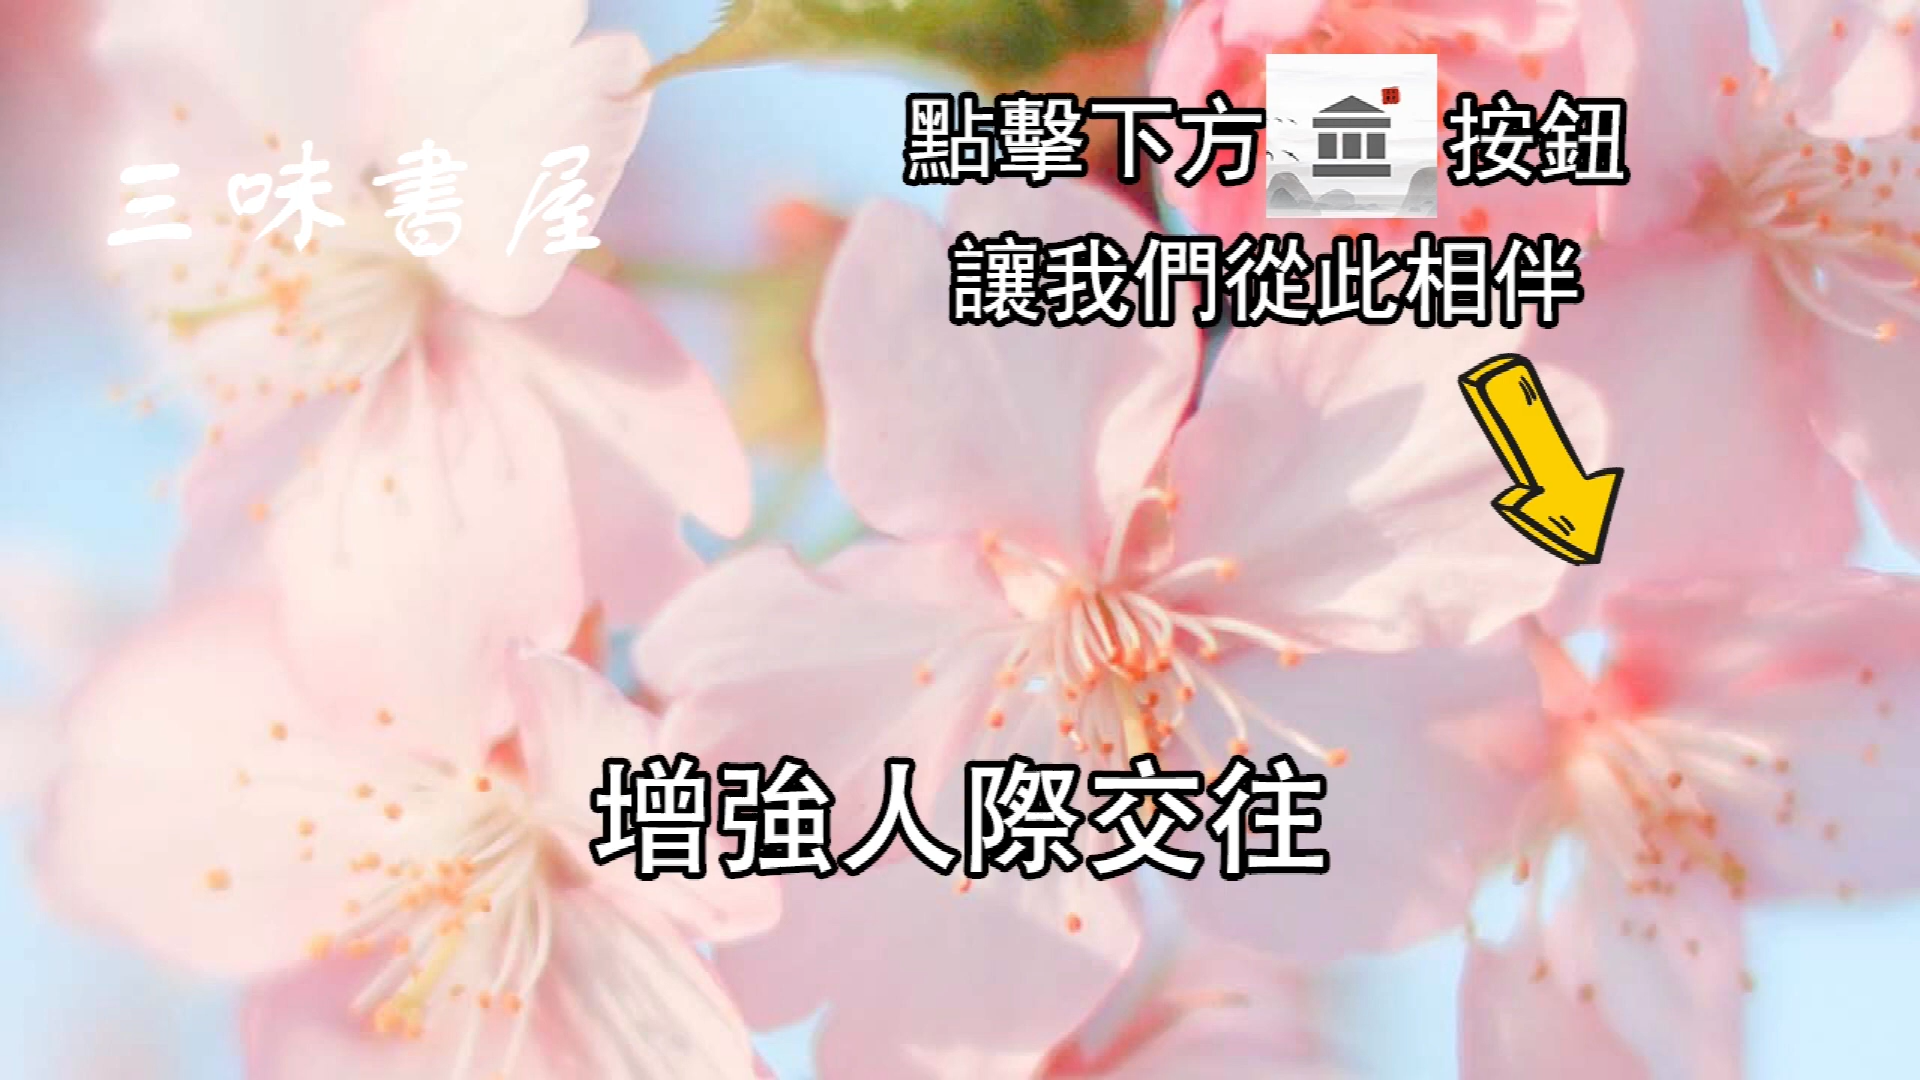 三味書屋
點擊下方按鈕
讓我們從此相伴
增強人際交往